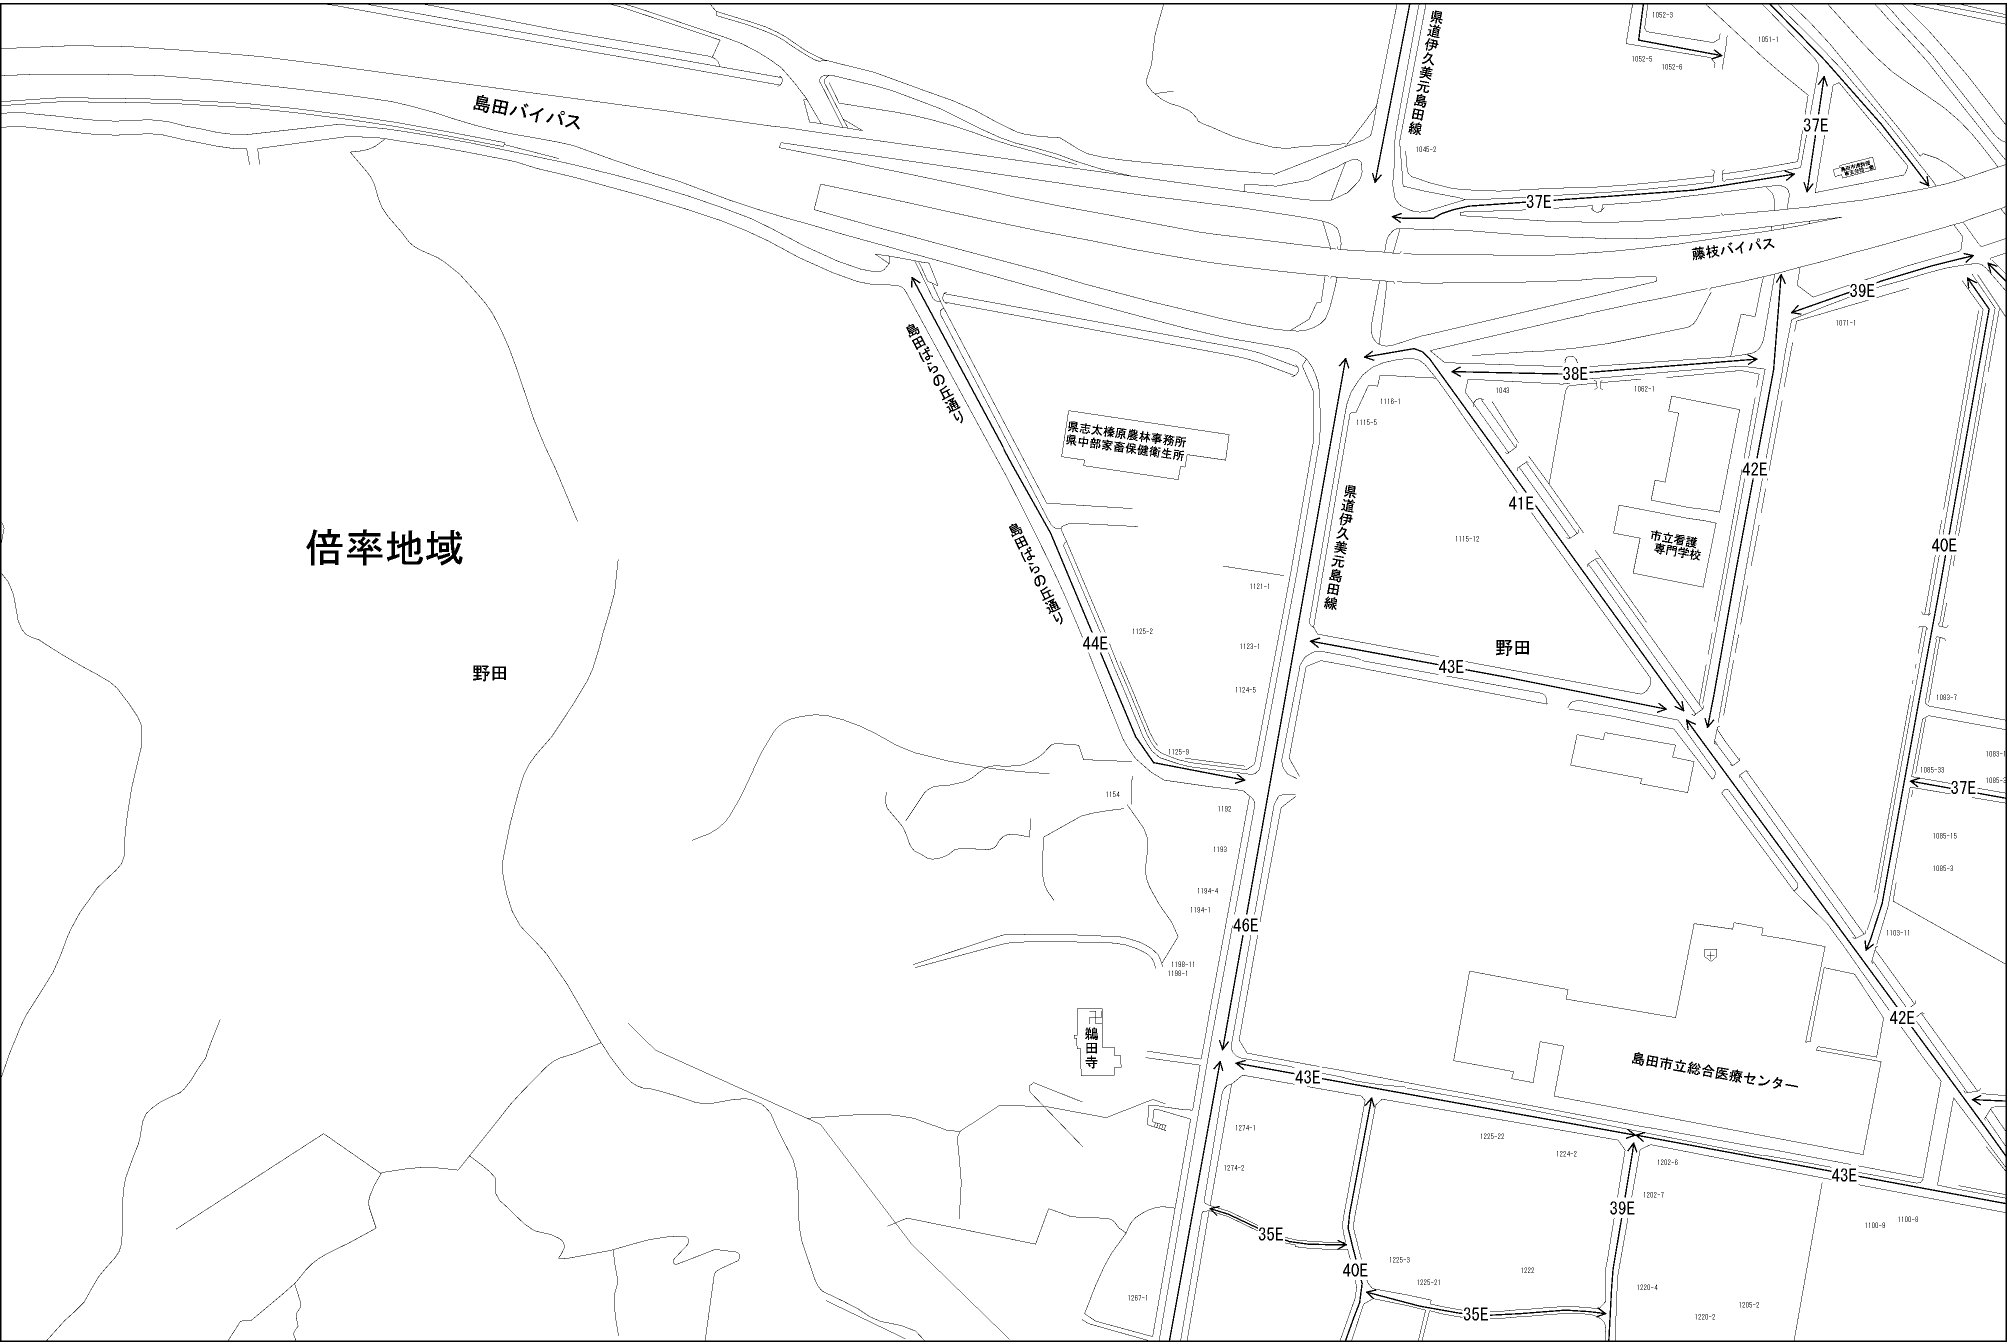 県道伊久美元島田線
1052-3
1051-1
1052-5
1052-6
島田バイパス
37E
1045-2
37E
藤枝バイパス
39E
1071-1
島田ばらの丘通り
38E
1043
1062-1
1116-1
1115-5
県志太榛原農林事務所
県中部家畜保健衛生所
42E
県道伊久美元島田線
41E
島田ばらの丘通り
倍率地域
1115-12
市立看護
専門学校
40E
1121-1
1125-2
44E
1123-1
野田
野田
43E
1124-5
1083-7
1125-9
1085-33
37E
1154
1192
1085-15
1193
1085-3
1194-4
1194-1
46E
1103-11
1198-11
1198-1
42E
鵜田寺
島田市立総合医療センター
43E
1274-1
1225-22
1224-2
1202-6
1274-2
43E
1202-7
39E
1100-9
1100-8
35E
1225-3
40E
1222
1225-21
1220-4
1267-1
35E
1205-2
1220-2